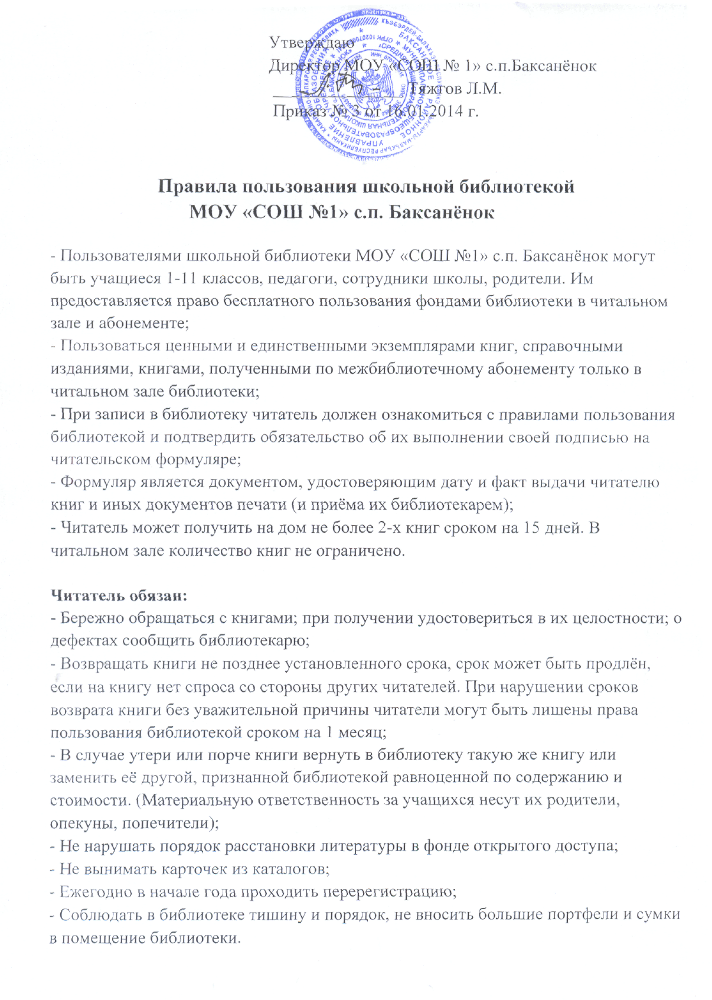 Утверждаю
Директор МОУ «СОШ № 1» с.п.Баксанёнок
Тяжгов Л.М.
Приказ № 3 от 16.01.2014 г.
Правила пользования школьной библиотекой
МОУ «СОШ №1» с.п. Баксанёнок
- Пользователями школьной библиотеки МОУ «СОШ №1» с.п. Баксанёнок могут
быть учащиеся 1-11 классов, педагоги, сотрудники школы, родители. Им
предоставляется право бесплатного пользования фондами библиотеки в читальном
зале и абонементе;
- Пользоваться ценными и единственными экземплярами книг, справочными
изданиями, книгами, полученными по межбиблиотечному абонементу только в
читальном зале библиотеки;
- При записи в библиотеку читатель должен ознакомиться с правилами пользования
библиотекой и подтвердить обязательство об их выполнении своей подписью на
читательском формуляре;
- Формуляр является документом, удостоверяющим дату и факт выдачи читателю
книг и иных документов печати (и приёма их библиотекарем);
- Читатель может получить на дом не более 2-х книг сроком на 15 дней. В
читальном зале количество книг не ограничено.
Читатель обязан:
- Бережно обращаться с книгами; при получении удостовериться в их целостности; о
дефектах сообщить библиотекарю;
- Возвращать книги не позднее установленного срока, срок может быть продлён,
если на книгу нет спроса со стороны других читателей. При нарушении сроков
возврата книги без уважительной причины читатели могут быть лишены права
пользования библиотекой сроком на 1 месяц;
- В случае утери или порче книги вернуть в библиотеку такую же книгу или
заменить её другой, признанной библиотекой равноценной по содержанию и
стоимости. (Материальную ответственность за учащихся несут их родители,
опекуны, попечители);
- Не нарушать порядок расстановки литературы в фонде открытого доступа;
- Не вынимать карточек из каталогов;
- Ежегодно в начале года проходить перерегистрацию;
- Соблюдать в библиотеке тишину и порядок, не вносить большие портфели и сумки
в помещение библиотеки.